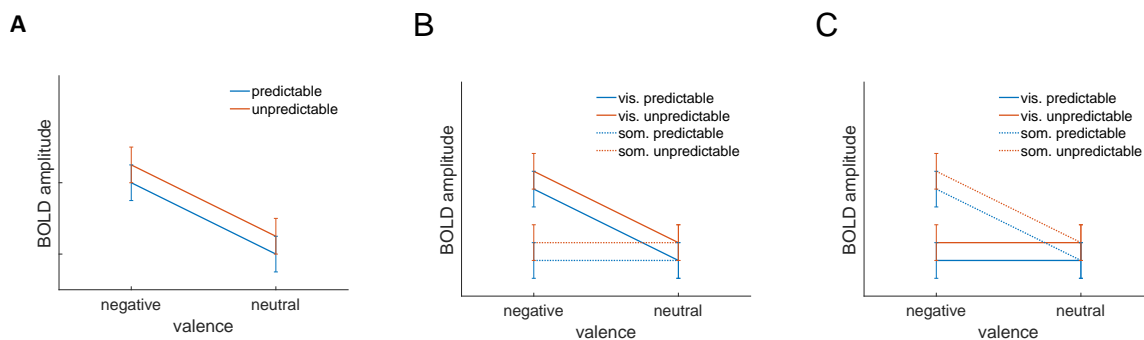 A
predictable
unpredictable
BOLD amplitude
negative
neutral
valence
B
vis. predictable
vis. unpredictable
som. predictable
som. unpredictable
BOLD amplitude
negative
neutral
valence
C
vis. predictable
vis. unpredictable
som. predictable
som. unpredictable
BOLD amplitude
negative
neutral
valence